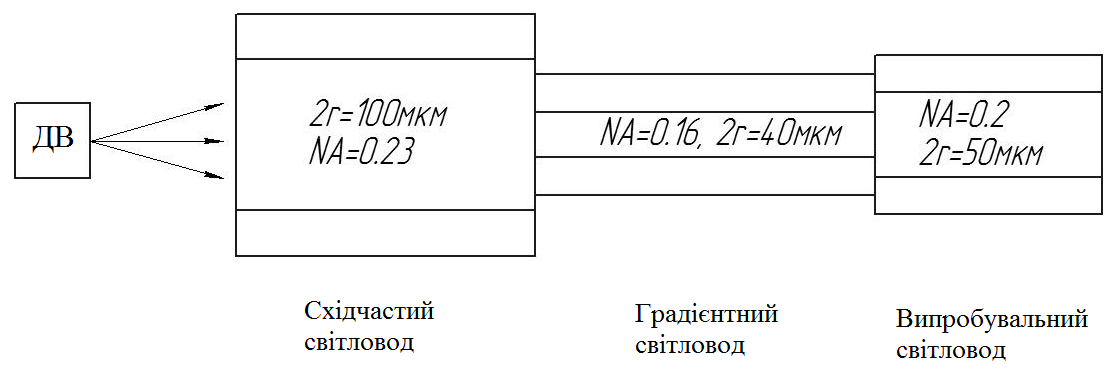 ДВ
2r=100мкм
NA=0.23
NA=0.16, 2r=40мкм
NA=0.2
2r=50мкм
Східчастий
світловод
Градієнтний
світловод
Випробувальний
світловод